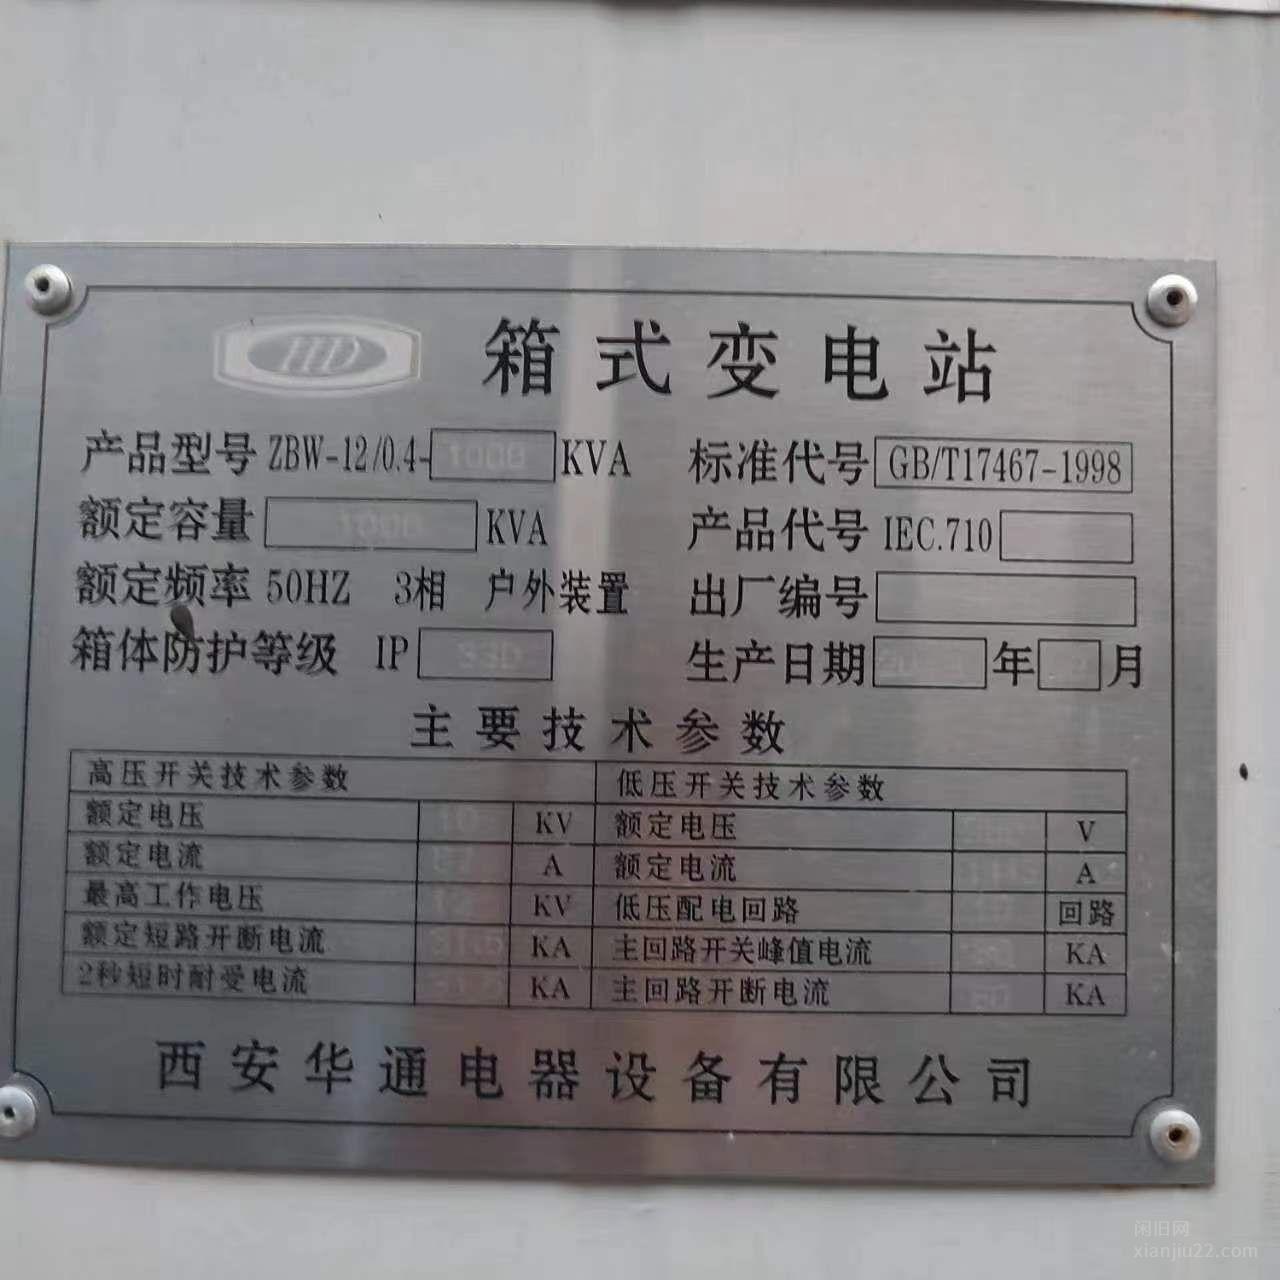 HD
箱式变电站
产品型号 ZBW-12/0.4-1000 KVA
标准代号 GB/T17467-1998
额定容量 1000 KVA
产品代号 IEC.710
额定频率 50HZ 3相 户外装置
出厂编号
箱体防护等级 IP 33D
生产日期 年 月
主要技术参数
高压开关技术参数 低压开关技术参数
额定电压 10 KV 额定电压 V
额定电流 A 额定电流 A
最高工作电压 12 KV 低压配电回路 回路
额定短路开断电流 31.5 KA 主回路开关峰值电流 KA
2秒短时耐受电流 31.5 KA 主回路开断电流 KA
西安华通电器设备有限公司
闲旧网
xianjiu22.com